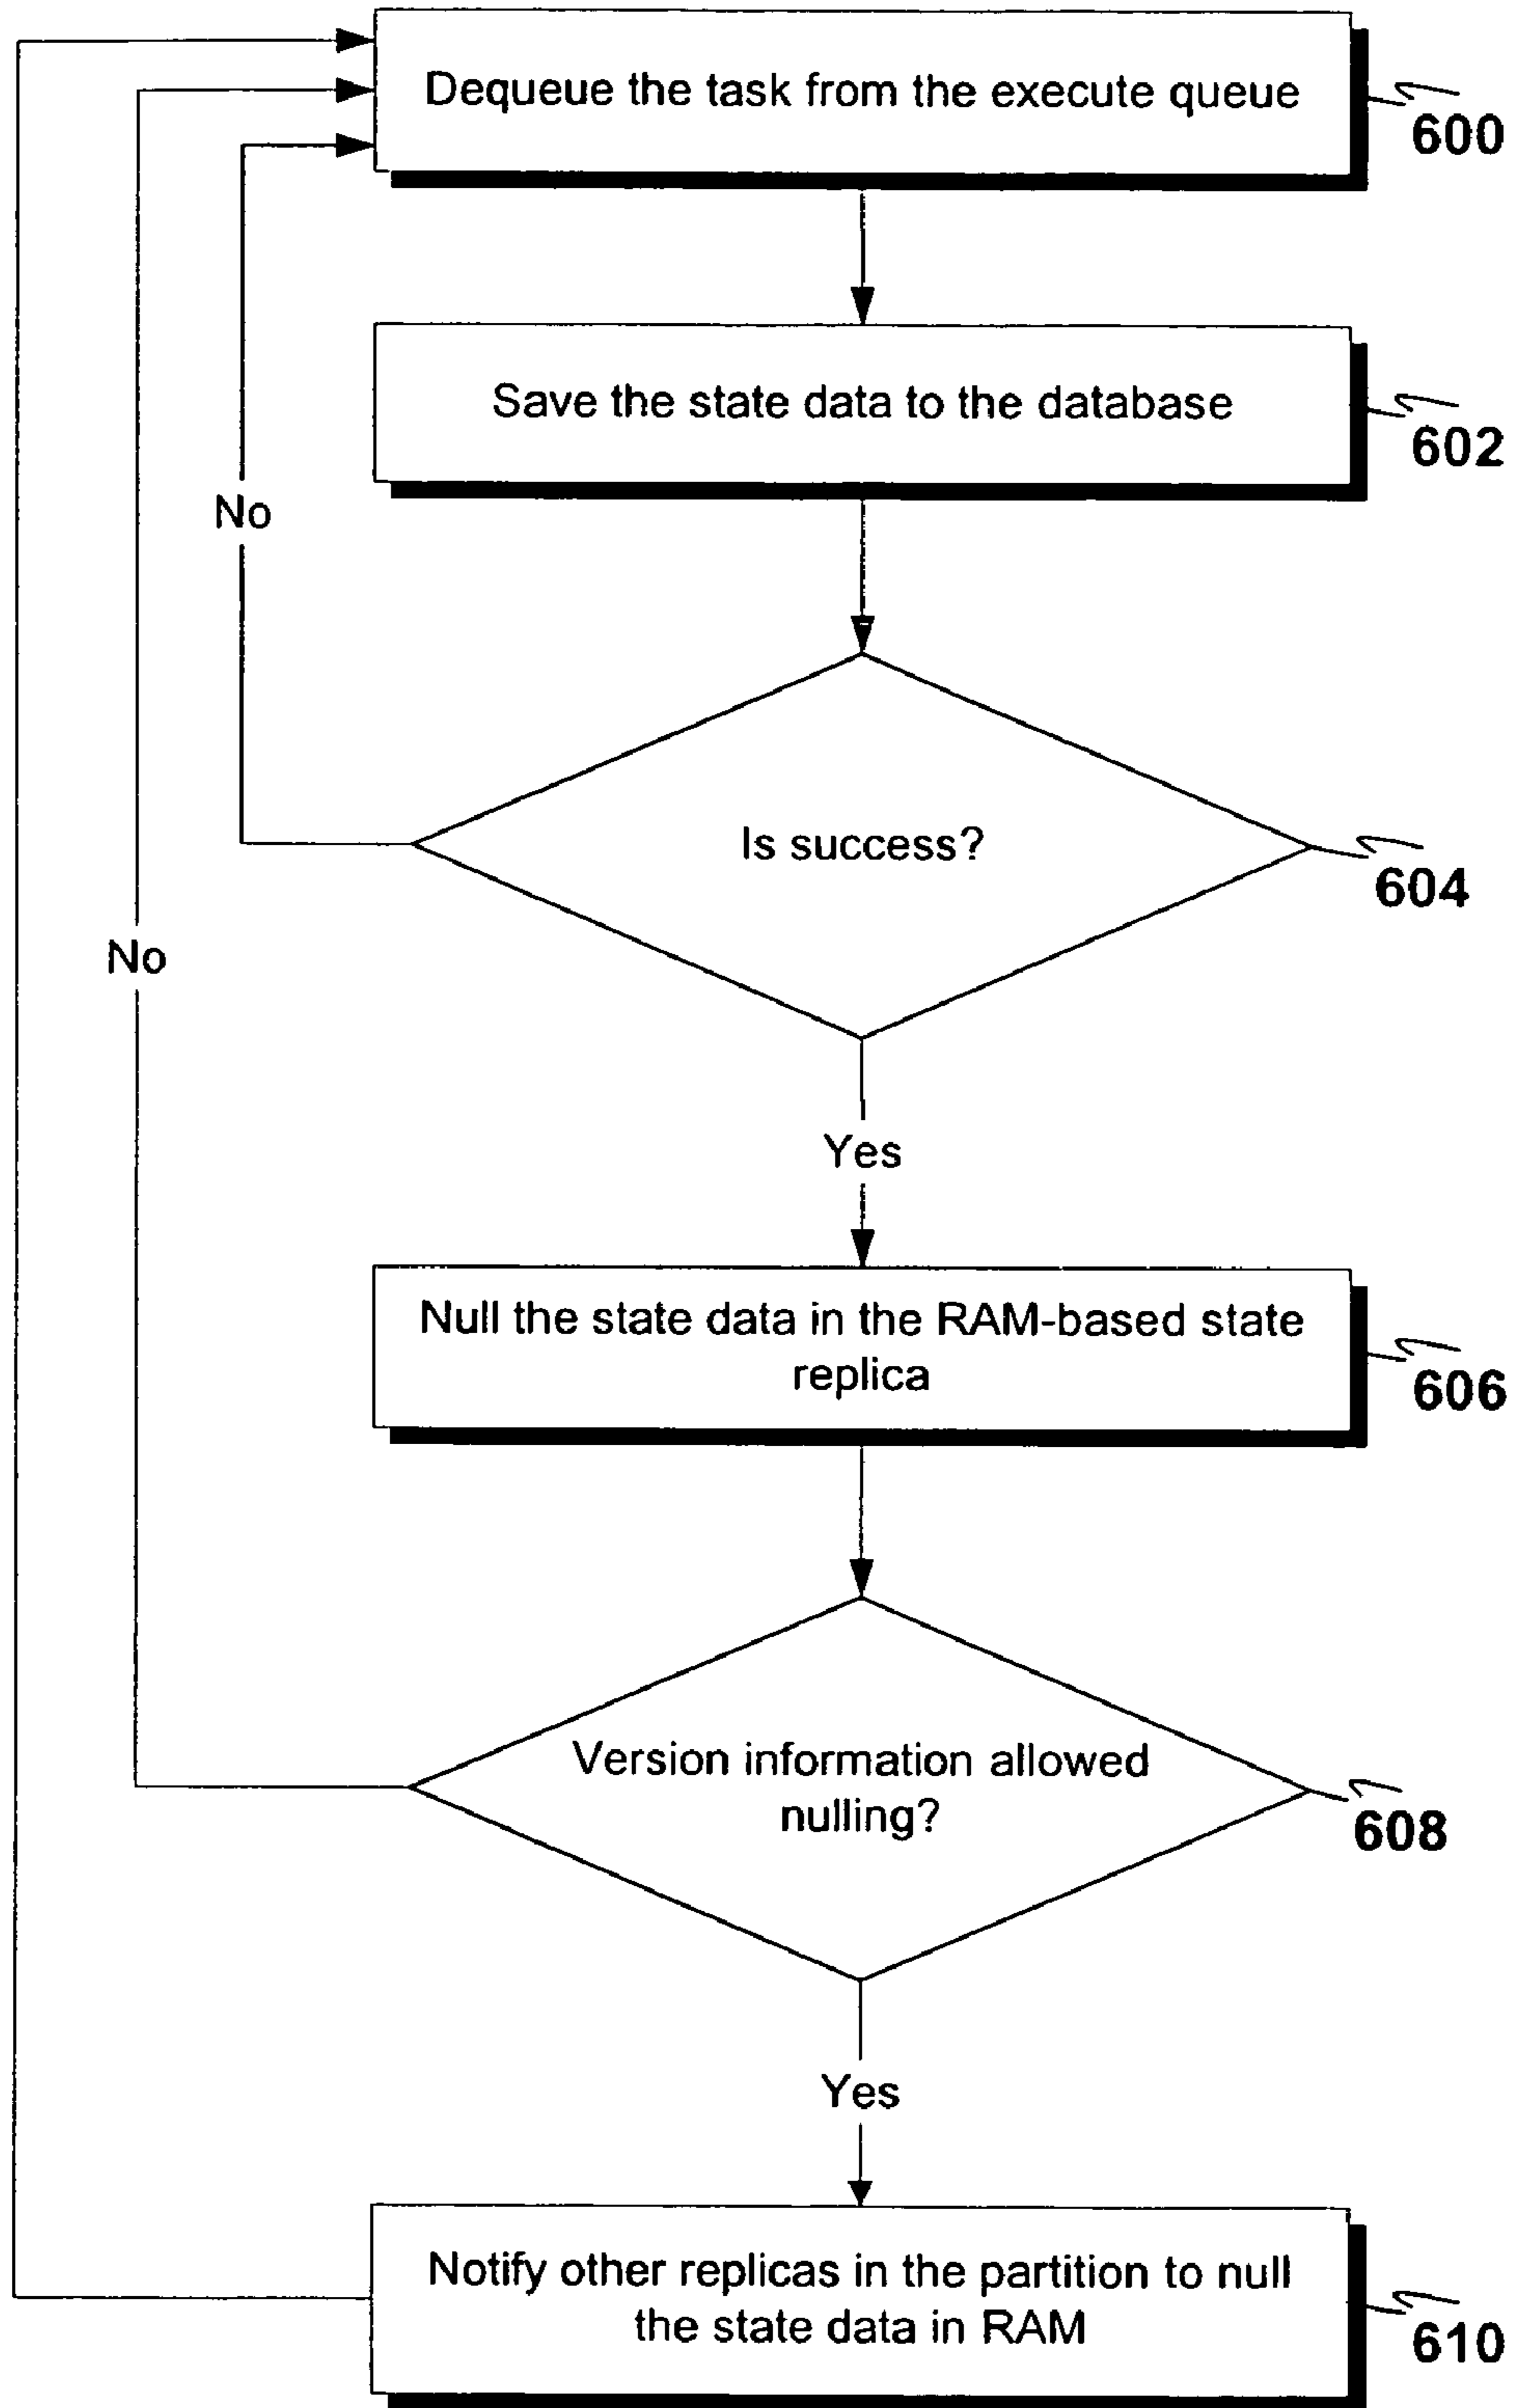 Dequeue the task from the execute queue
600
Save the state data to the database
602
No
Is success?
604
No
Yes
Null the state data in the RAM-based state
replica
606
Version information allowed
nulling?
608
Yes
Notify other replicas in the partition to null
the state data in RAM
610